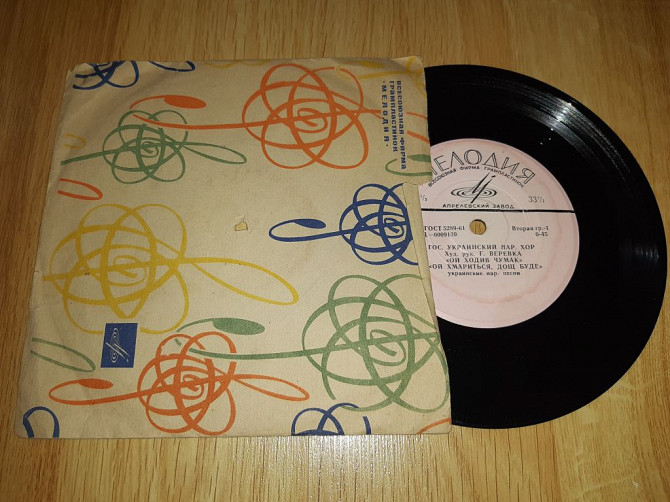 ВСЕСОЮЗНАЯ ФИРМА
ГРАМПЛАСТИНОК
·МЕЛОДИЯ·
МЕЛОДИЯ
ВСЕСОЮЗНАЯ ФИРМА ГРАМПЛАСТИНОК
33⅓
АПРЕЛЕВСКИЙ ЗАВОД
ГОСТ 5289-61
Вторая гр.-1
0009139
0-45
ГОС. УКРАИНСКИЙ НАР. ХОР
Худ. рук. Г. ВЕРЕВКА
«ОЙ ХОДИВ ЧУМАК»
«ОЙ ХМАРИТЬСЯ, ДОЩ БУДЕ»
украинские нар. песни